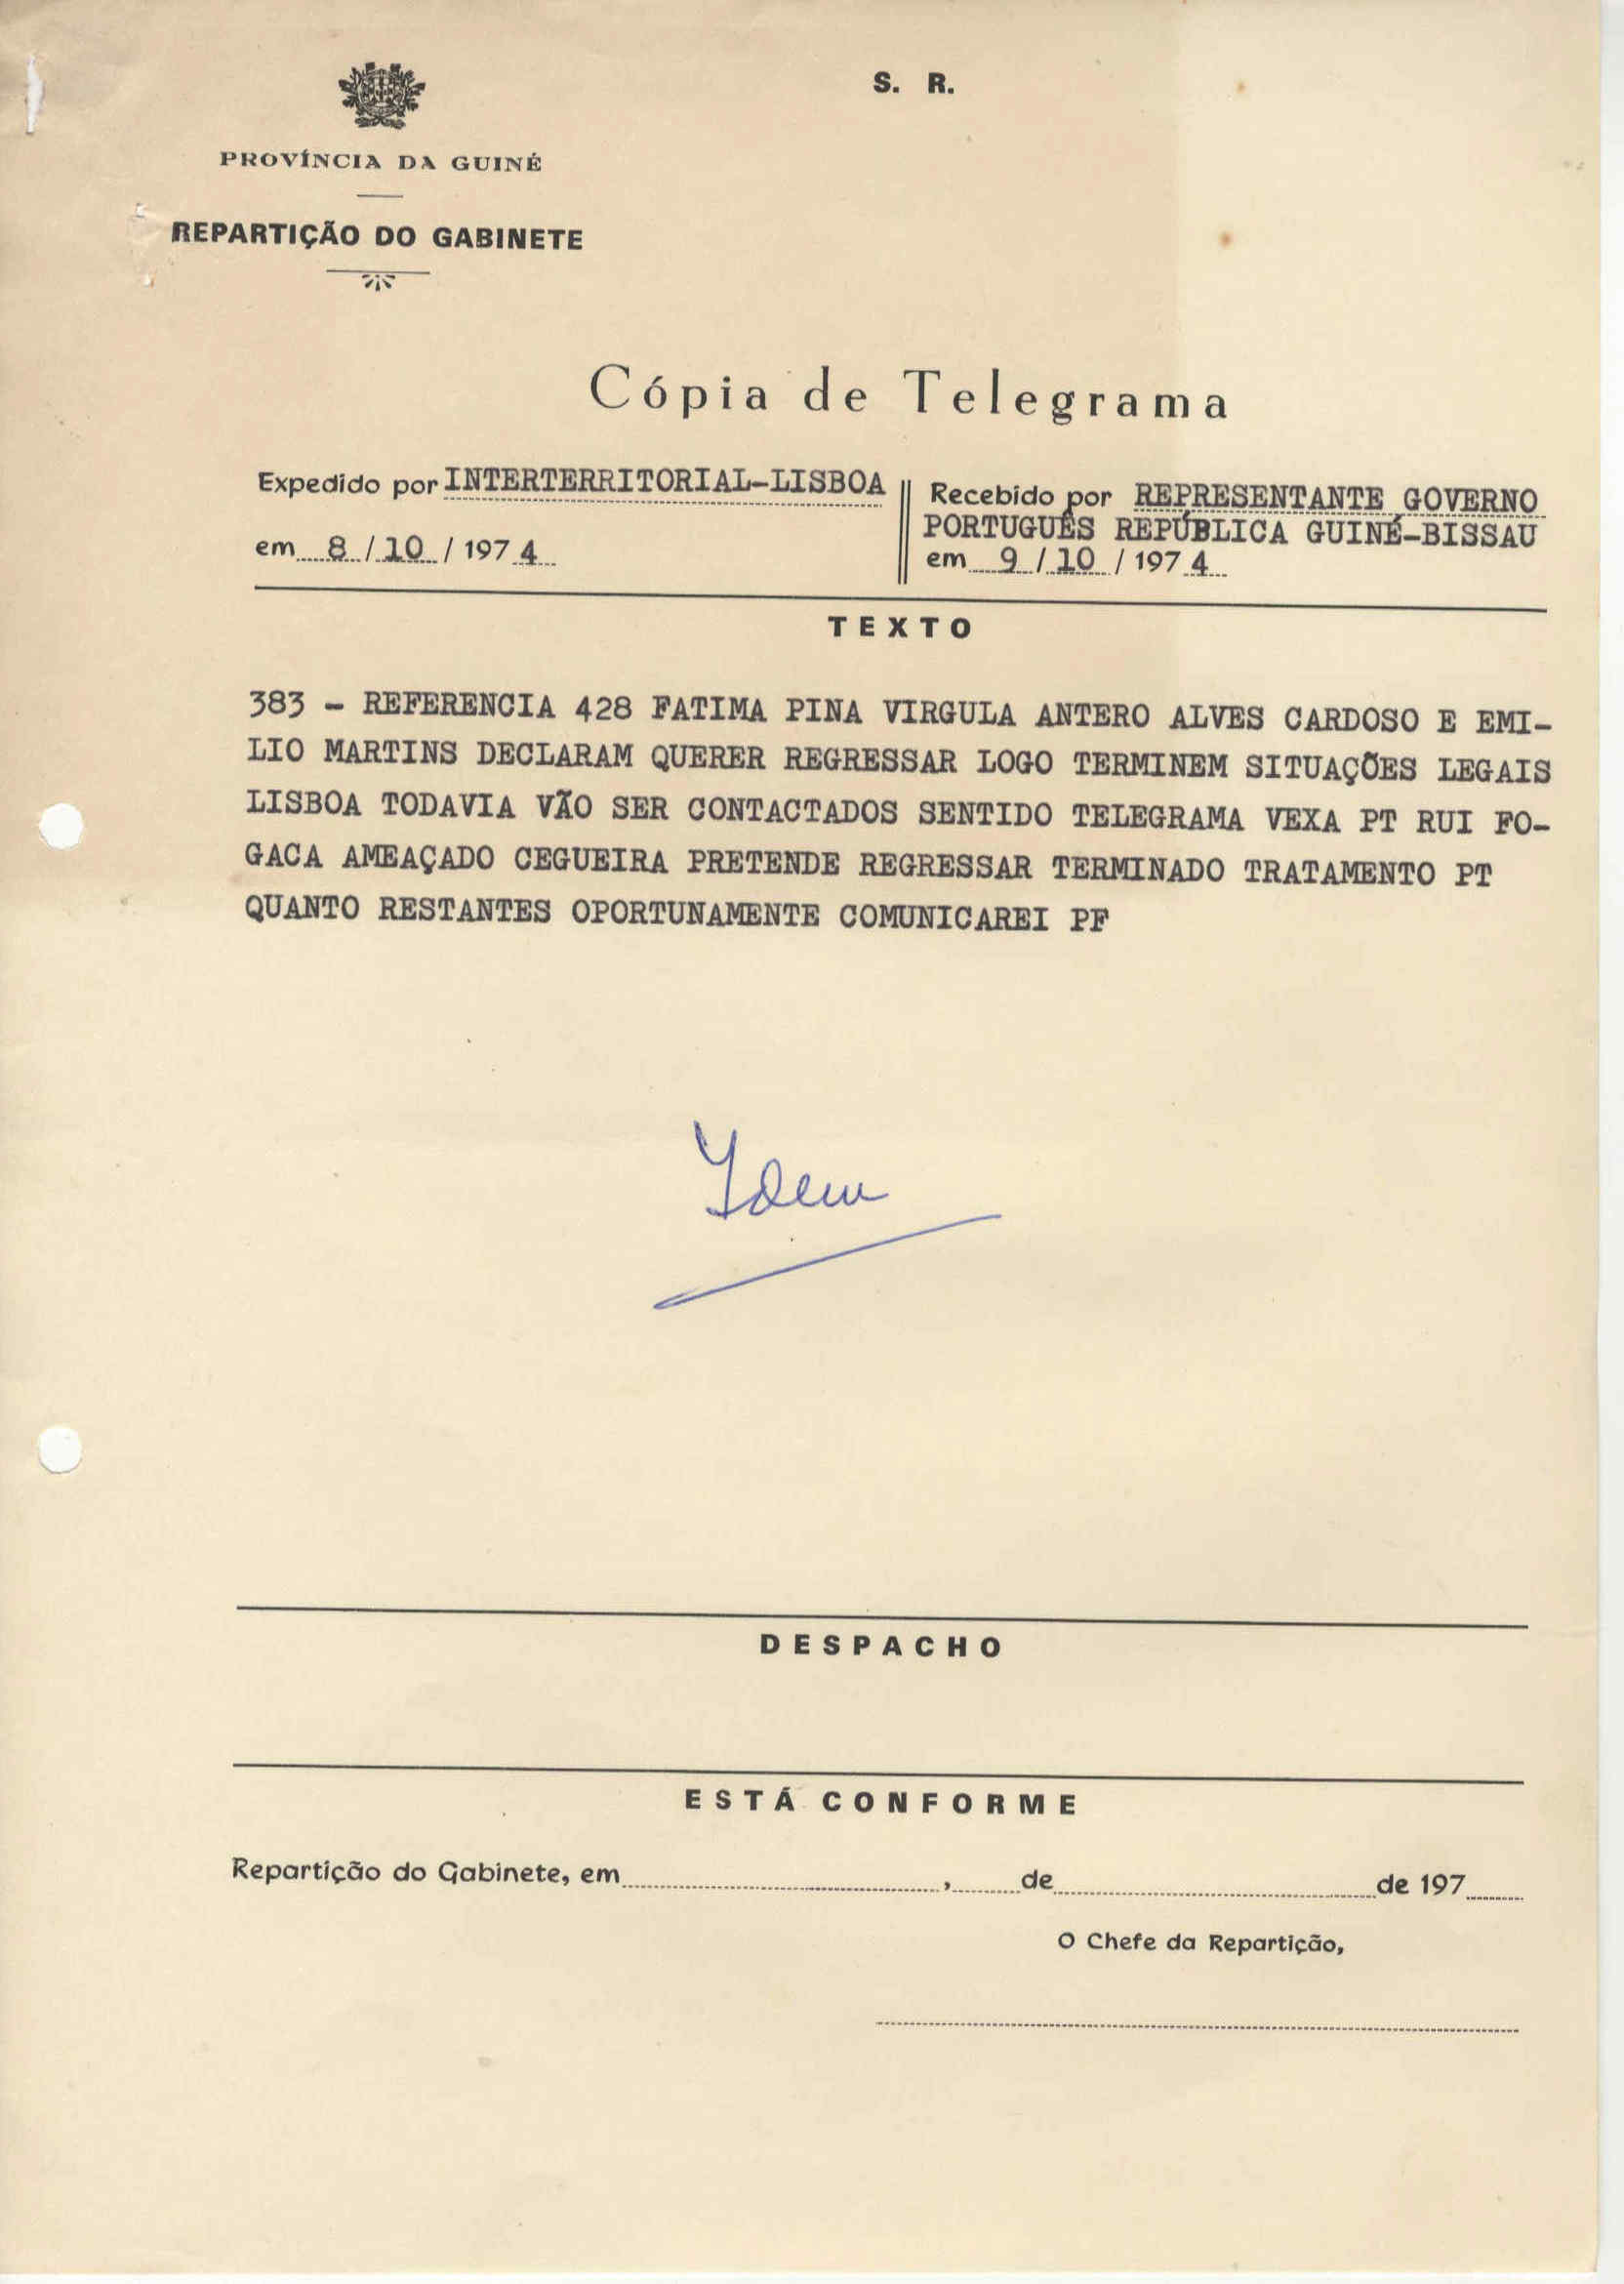 S. R.
PROVÍNCIA DA GUINÉ
REPARTIÇÃO DO GABINETE
Cópia de Telegrama
Expedido por INTERTERRITORIAL-LISBOA
em 8 / 10 / 1974
Recebido por REPRESENTANTE GOVERNO
PORTUGUÊS REPÚBLICA GUINÉ-BISSAU
em 9 / 10 / 1974
TEXTO
383 - REFERENCIA 428 FATIMA PINA VIRGULA ANTERO ALVES CARDOSO E EMI-
LIO MARTINS DECLARAM QUERER REGRESSAR LOGO TERMINEM SITUAÇÕES LEGAIS
LISBOA TODAVIA VÃO SER CONTACTADOS SENTIDO TELEGRAMA VEXA PT RUI FO-
GACA AMEAÇADO CEGUEIRA PRETENDE REGRESSAR TERMINADO TRATAMENTO PT
QUANTO RESTANTES OPORTUNAMENTE COMUNICAREI PF
Idem
DESPACHO
ESTÁ CONFORME
Repartição do Gabinete, em , de de 197
O Chefe da Repartição,